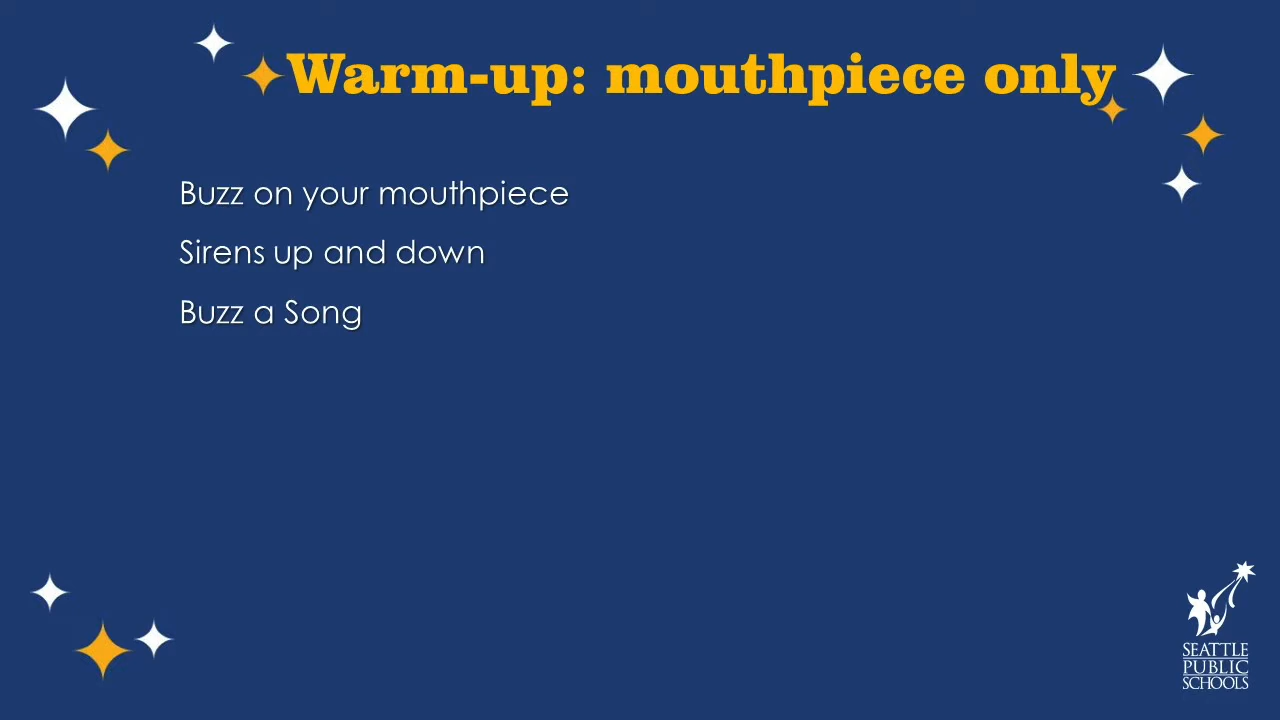 Warm-up: mouthpiece only
Buzz on your mouthpiece
Sirens up and down
Buzz a Song
SEATTLE
PUBLIC
SCHOOLS